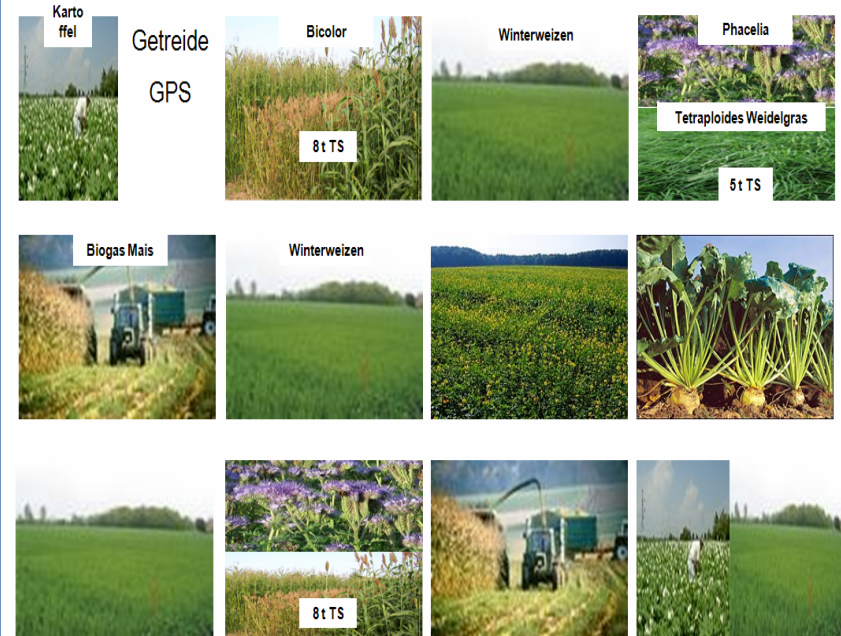 Karto
ffel
Getreide
GPS
Bicolor
8 t TS
Winterweizen
Phacelia
Tetraploides Weidelgras
5 t TS
Biogas Mais
Winterweizen
8 t TS